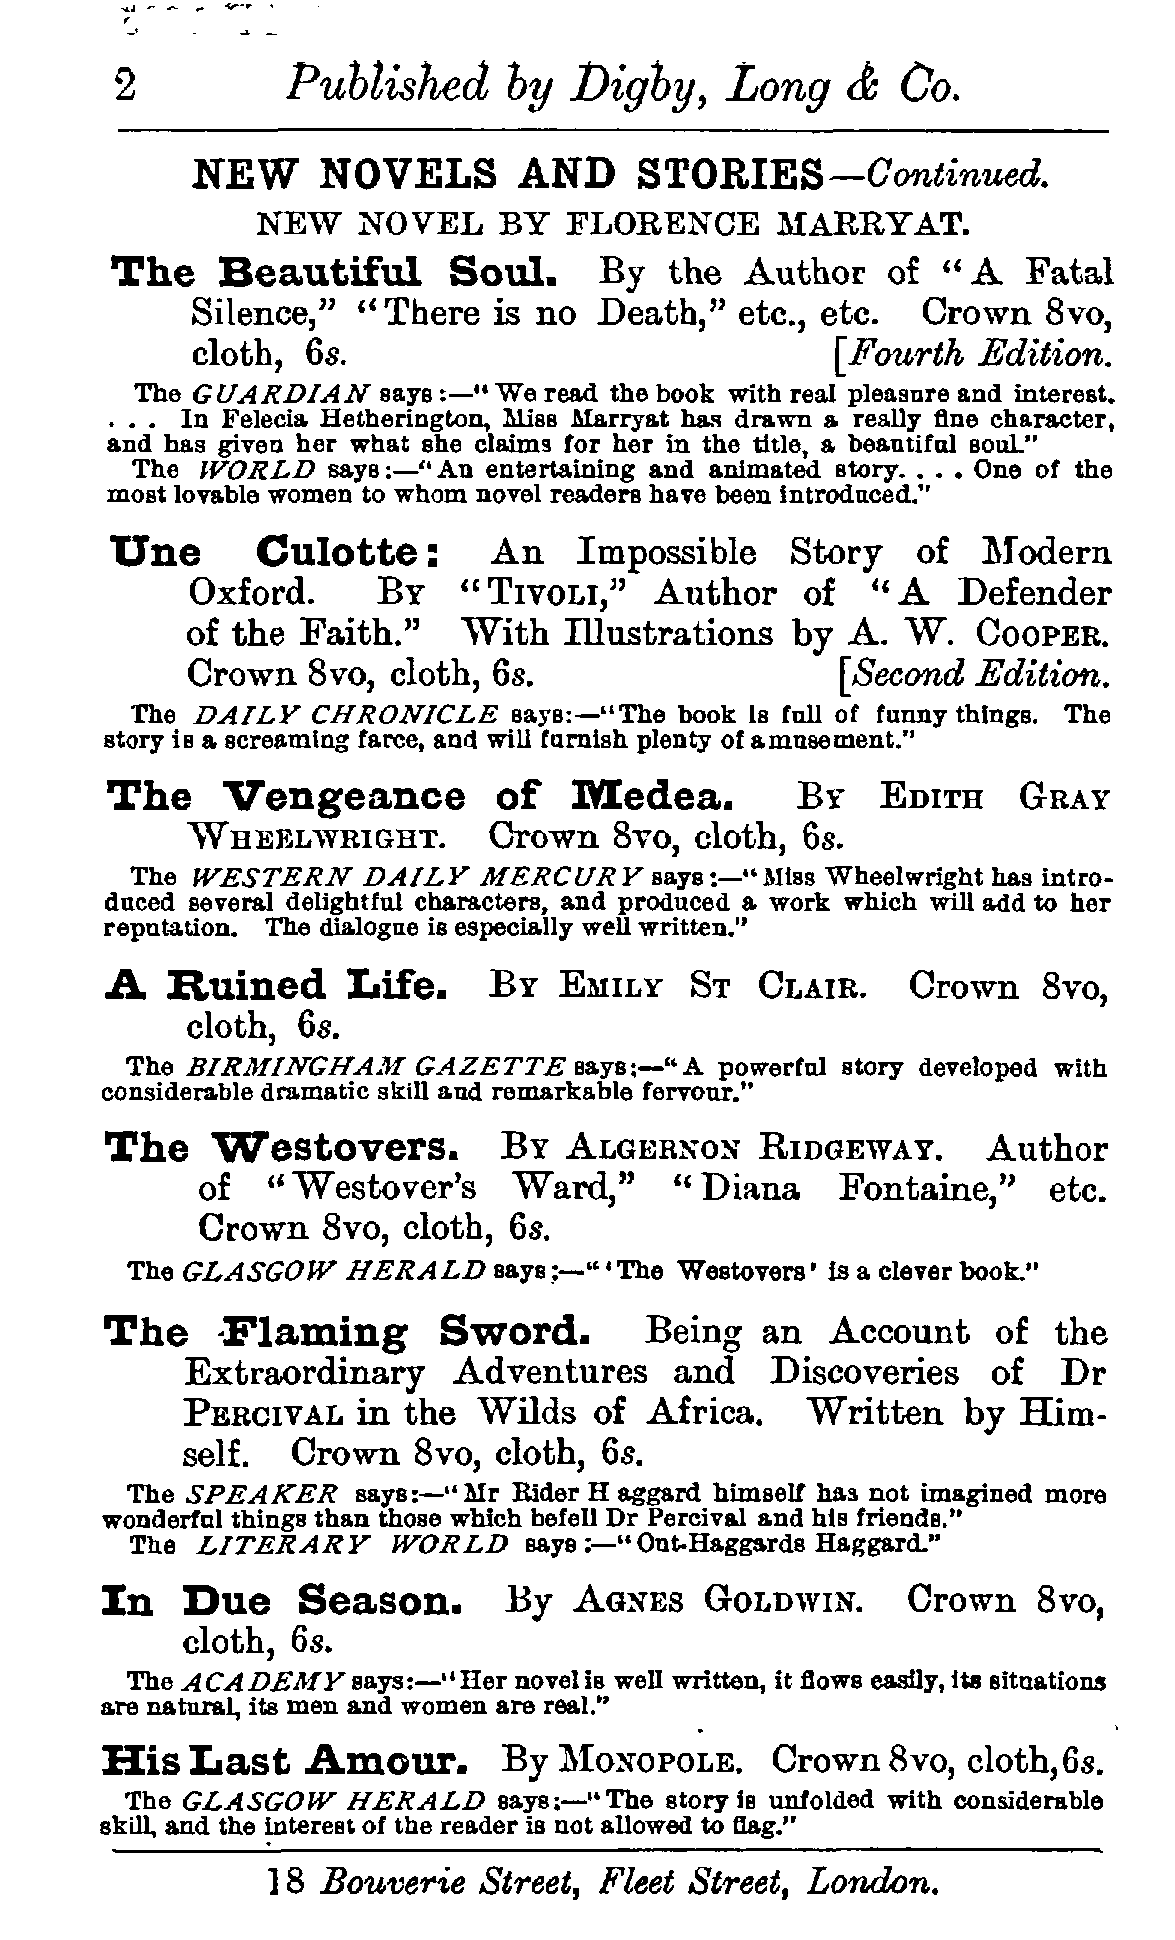 2 Published by Digby, Long & Co.
NEW NOVELS AND STORIES—Continued.
NEW NOVEL BY FLORENCE MARRYAT.
The Beautiful Soul. By the Author of "A Fatal
Silence," "There is no Death," etc., etc. Crown 8vo,
cloth, 6s. [Fourth Edition.
The GUARDIAN says:—"We read the book with real pleasure and interest.
. . . In Felecia Hetherington, Miss Marryat has drawn a really fine character,
and has given her what she claims for her in the title, a beautiful soul."
The WORLD says:—"An entertaining and animated story. . . . One of the
most lovable women to whom novel readers have been introduced."
Une Culotte: An Impossible Story of Modern
Oxford. By "Tivoli," Author of "A Defender
of the Faith." With Illustrations by A. W. Cooper.
Crown 8vo, cloth, 6s. [Second Edition.
The DAILY CHRONICLE says:—"The book is full of funny things. The
story is a screaming farce, and will furnish plenty of amusement."
The Vengeance of Medea. By Edith Gray
Wheelwright. Crown 8vo, cloth, 6s.
The WESTERN DAILY MERCURY says:—"Miss Wheelwright has intro-
duced several delightful characters, and produced a work which will add to her
reputation. The dialogue is especially well written."
A Ruined Life. By Emily St Clair. Crown 8vo,
cloth, 6s.
The BIRMINGHAM GAZETTE says:—"A powerful story developed with
considerable dramatic skill and remarkable fervour."
The Westovers. By Algernon Ridgeway. Author
of "Westover's Ward," "Diana Fontaine," etc.
Crown 8vo, cloth, 6s.
The GLASGOW HERALD says:—"'The Westovers' is a clever book."
The Flaming Sword. Being an Account of the
Extraordinary Adventures and Discoveries of Dr
Percival in the Wilds of Africa. Written by Him-
self. Crown 8vo, cloth, 6s.
The SPEAKER says:—"Mr Rider Haggard himself has not imagined more
wonderful things than those which befell Dr Percival and his friends."
The LITERARY WORLD says:—"Out-Haggards Haggard."
In Due Season. By Agnes Goldwin. Crown 8vo,
cloth, 6s.
The ACADEMY says:—"Her novel is well written, it flows easily, its situations
are natural, its men and women are real."
His Last Amour. By Monopole. Crown 8vo, cloth, 6s.
The GLASGOW HERALD says:—"The story is unfolded with considerable
skill, and the interest of the reader is not allowed to flag."
18 Bouverie Street, Fleet Street, London.